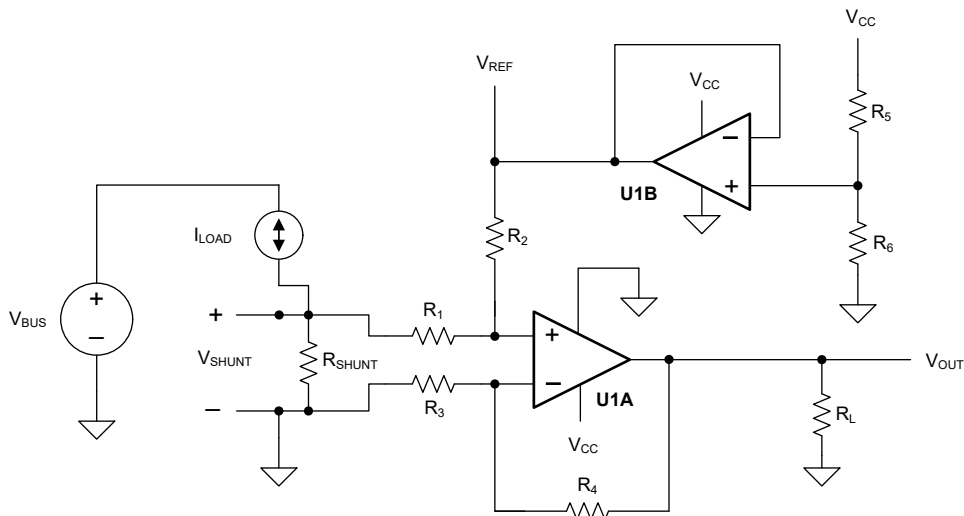 V_CC
V_REF
V_CC
R_5
−
+
U1B
R_2
R_6
I_LOAD
+
−
V_BUS
+
R_1
+
V_SHUNT
R_SHUNT
V_OUT
−
R_3
−
U1A
R_L
V_CC
R_4